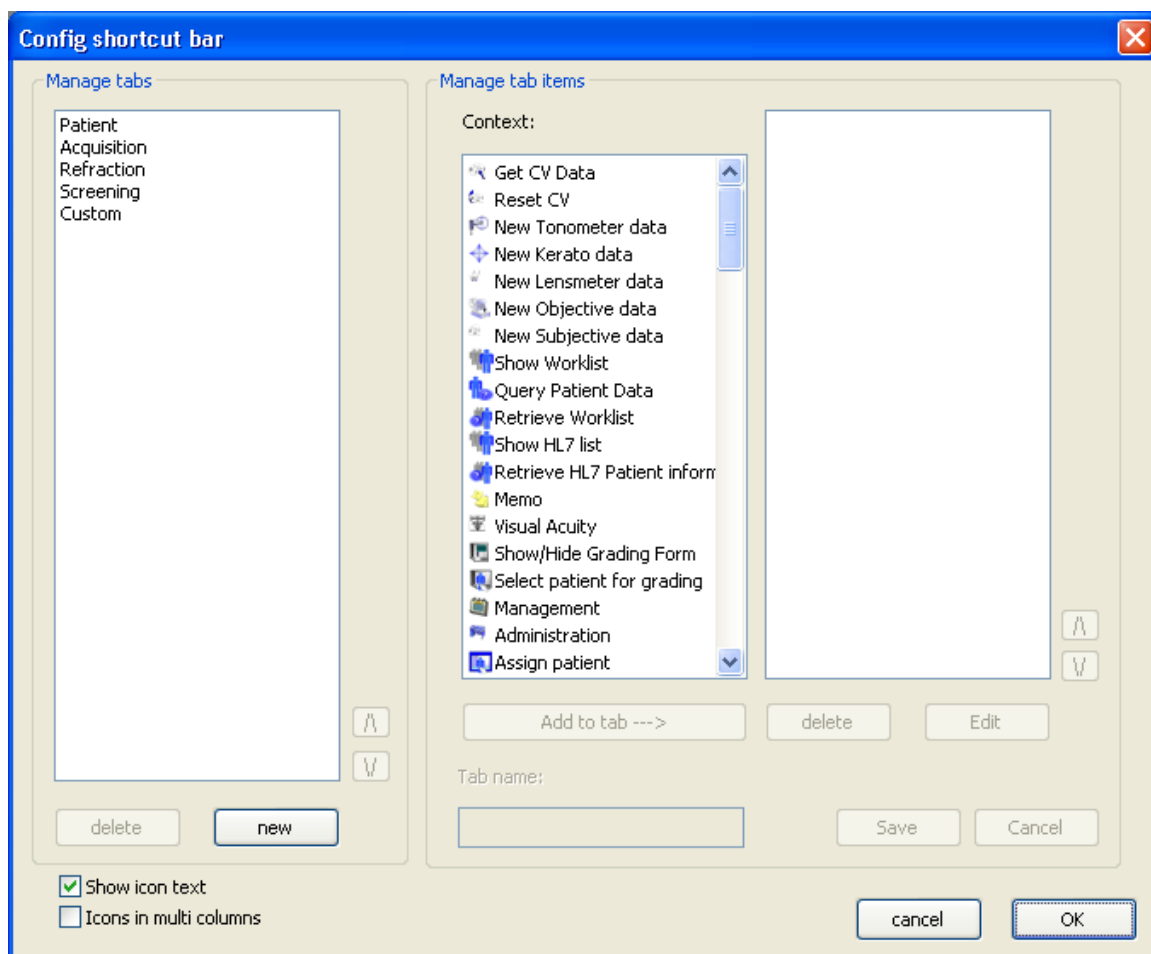 Config shortcut bar
Manage tabs
Patient
Acquisition
Refraction
Screening
Custom
/\
\/
delete
new
Manage tab items
Context:
Get CV Data
Reset CV
New Tonometer data
New Kerato data
New Lensmeter data
New Objective data
New Subjective data
Show Worklist
Query Patient Data
Retrieve Worklist
Show HL7 list
Retrieve HL7 Patient inform
Memo
Visual Acuity
Show/Hide Grading Form
Select patient for grading
Management
Administration
Assign patient
/\
\/
Add to tab --->
delete
Edit
Tab name:
Save
Cancel
Show icon text
Icons in multi columns
cancel
OK